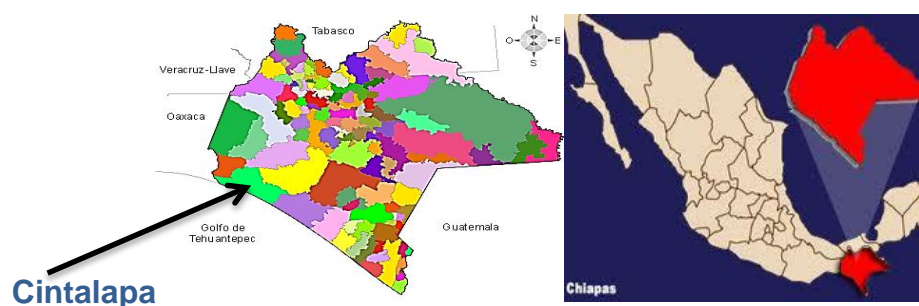 Tabasco
N
O
E
S
Veracruz-Llave
Oaxaca
Golfo de
Tehuantepec
Guatemala
Cintalapa
Chiapas